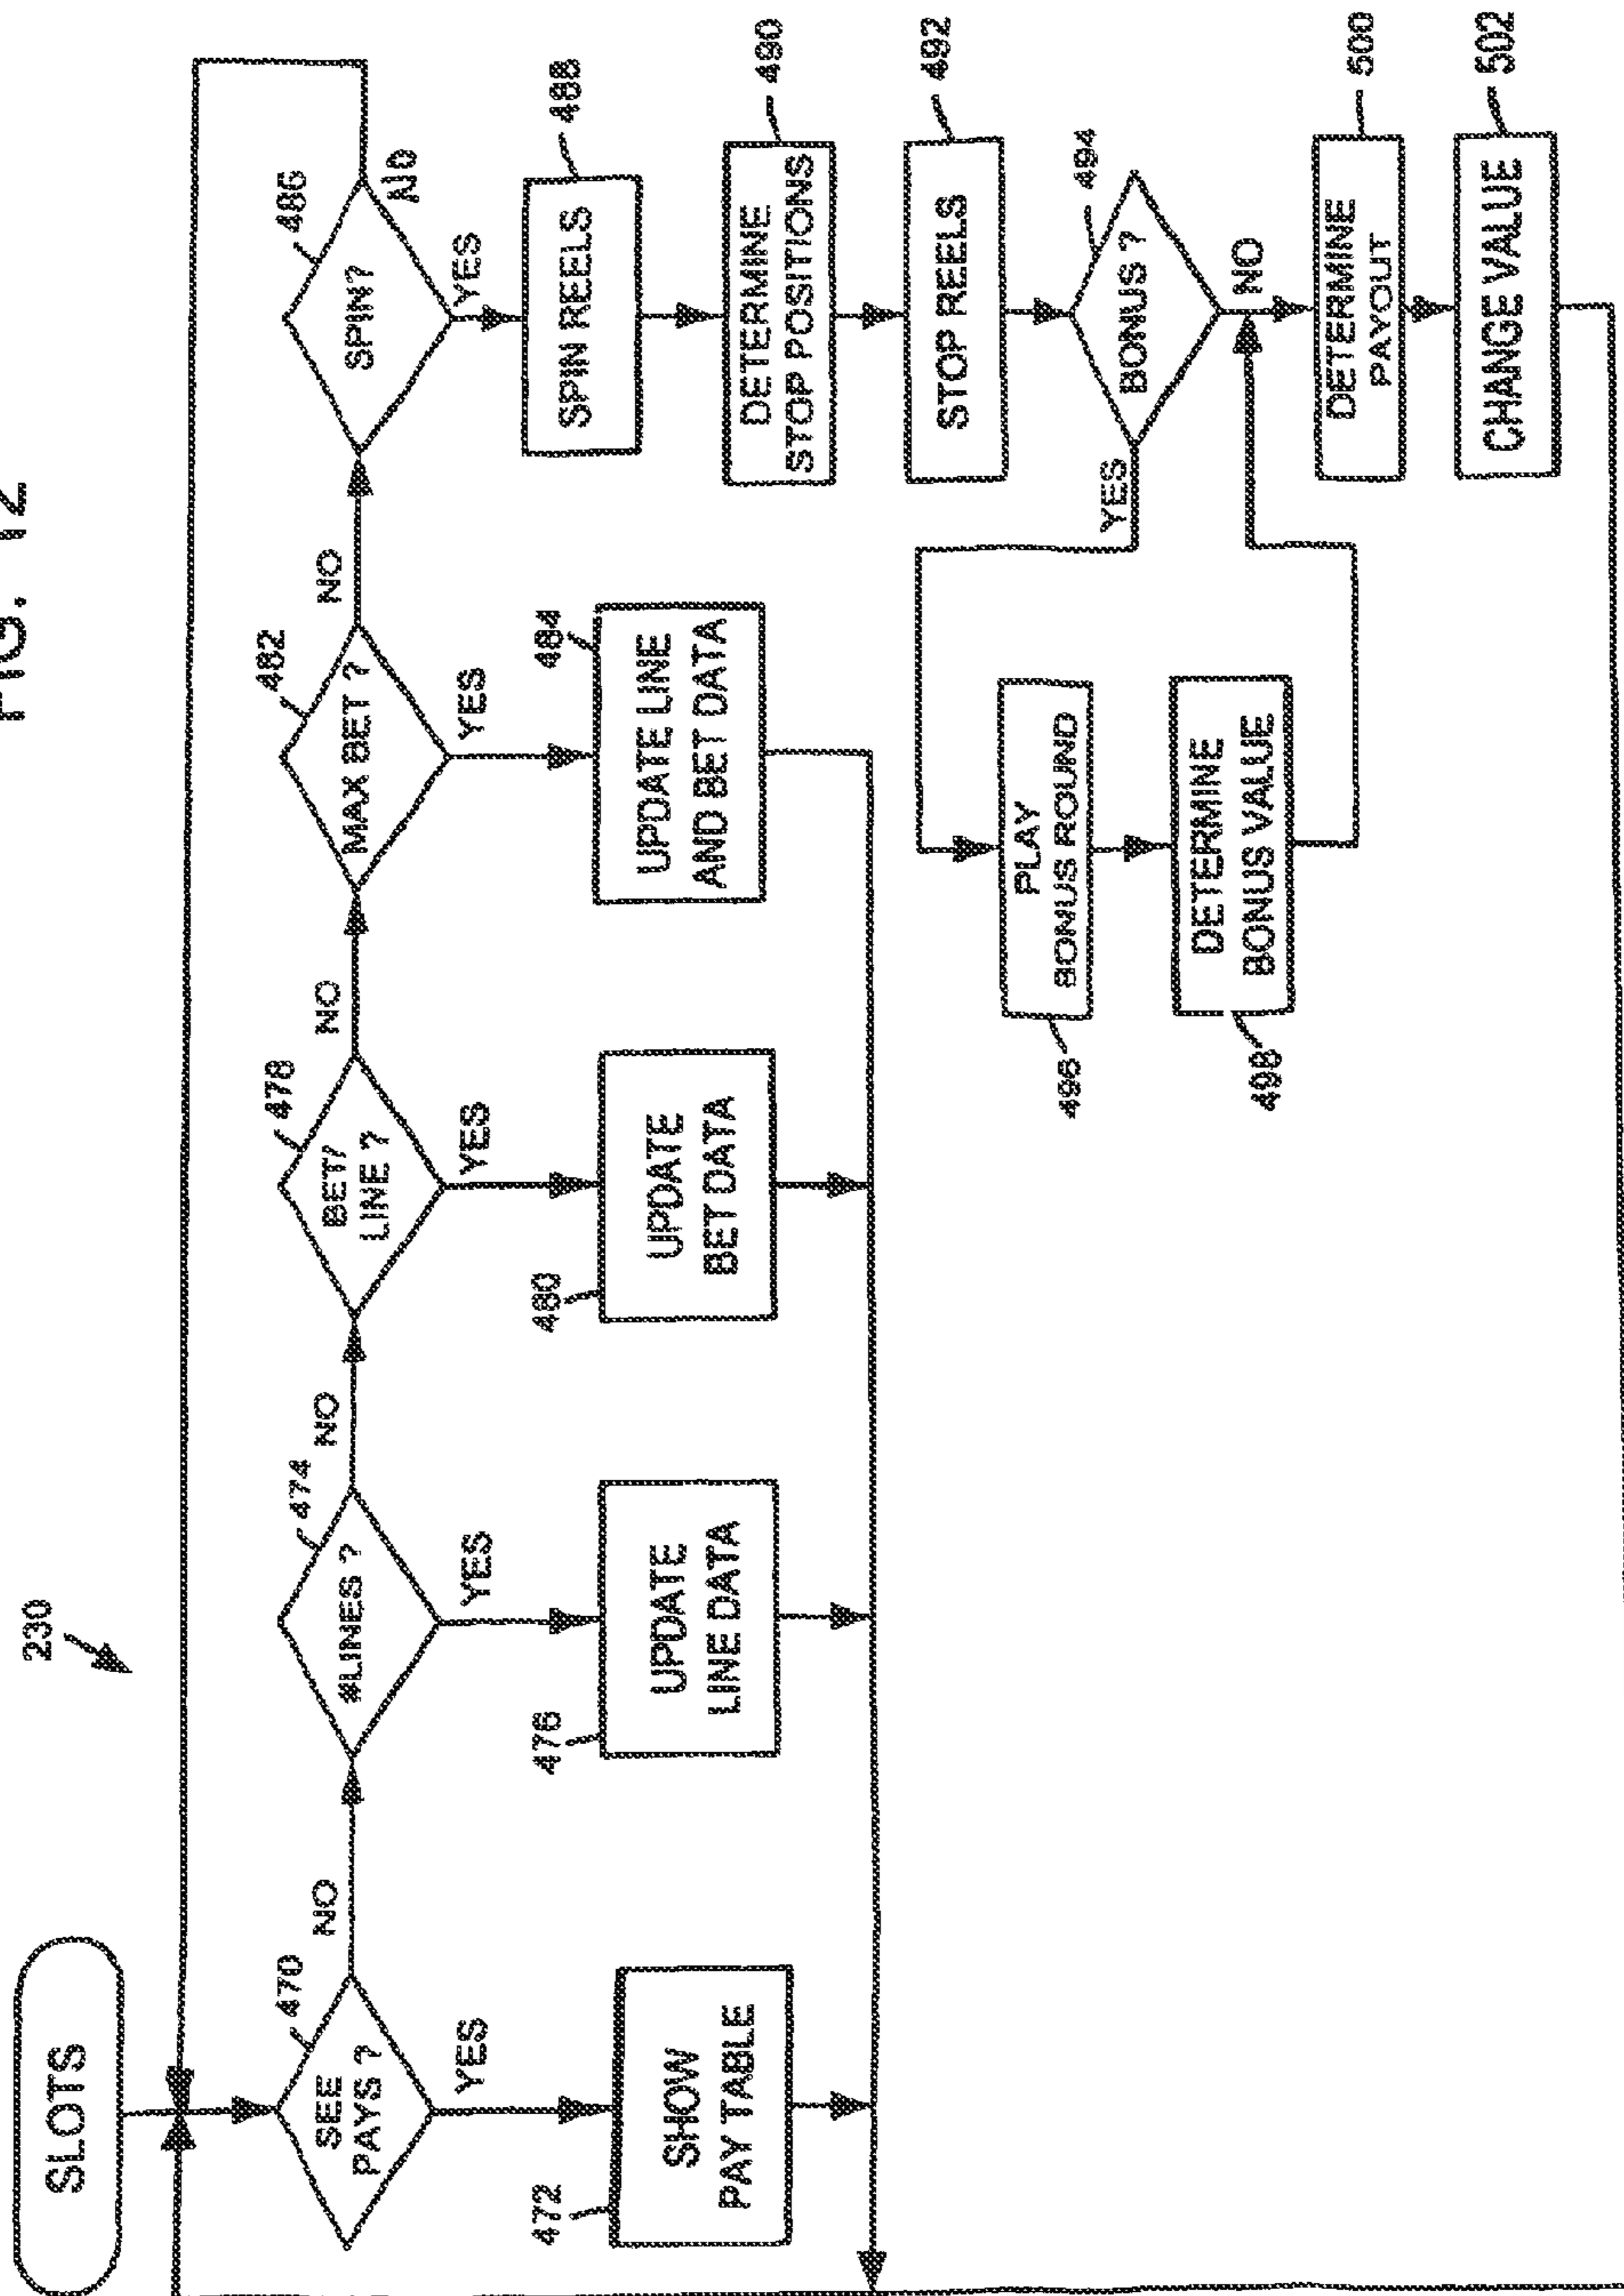 FIG. 12
230
SLOTS
470
SEE
PAYS ?
NO
YES
472
SHOW
PAY TABLE
474
#LINES ?
NO
YES
476
UPDATE
LINE DATA
478
BET/
LINE ?
NO
YES
480
UPDATE
BET DATA
482
MAX BET ?
NO
YES
484
UPDATE LINE
AND BET DATA
486
SPIN?
NO
YES
488
SPIN REELS
490
DETERMINE
STOP POSITIONS
492
STOP REELS
494
BONUS ?
YES
NO
496
PLAY
BONUS ROUND
498
DETERMINE
BONUS VALUE
500
DETERMINE
PAYOUT
502
CHANGE VALUE